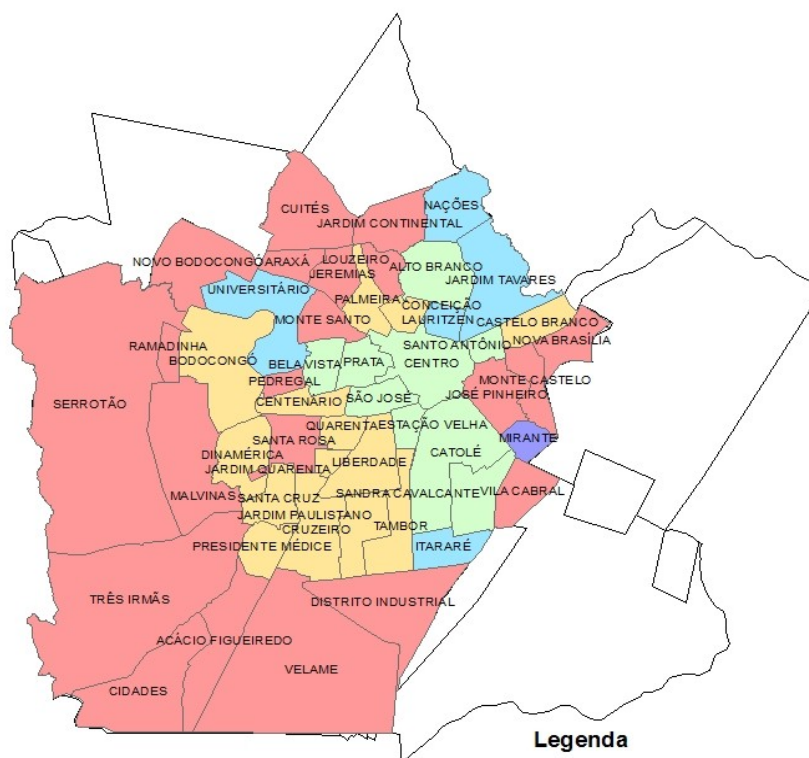 NAÇÕES
CUITÉS
JARDIM CONTINENTAL
NOVO BODOCONGÓ
ARAXÁ
LOUZEIRO
JEREMIAS
ALTO BRANCO
JARDIM TAVARES
UNIVERSITÁRIO
PALMEIRA
CONCEIÇÃO
LAURITZEN
MONTE SANTO
CASTELO BRANCO
RAMADINHA
SANTO ANTÔNIO
NOVA BRASÍLIA
BODOCONGÓ
BELA VISTA
PRATA
CENTRO
PEDREGAL
MONTE CASTELO
SERROTÃO
CENTENÁRIO
SÃO JOSÉ
JOSÉ PINHEIRO
QUARENTA
ESTAÇÃO VELHA
SANTA ROSA
MIRANTE
DINAMÉRICA
CATOLÉ
LIBERDADE
JARDIM QUARENTA
MALVINAS
SANTA CRUZ
SANDRA CAVALCANTE
VILA CABRAL
JARDIM PAULISTANO
CRUZEIRO
TAMBOR
PRESIDENTE MÉDICE
ITARARÉ
TRÊS IRMÃS
DISTRITO INDUSTRIAL
ACÁCIO FIGUEIREDO
VELAME
CIDADES
Legenda